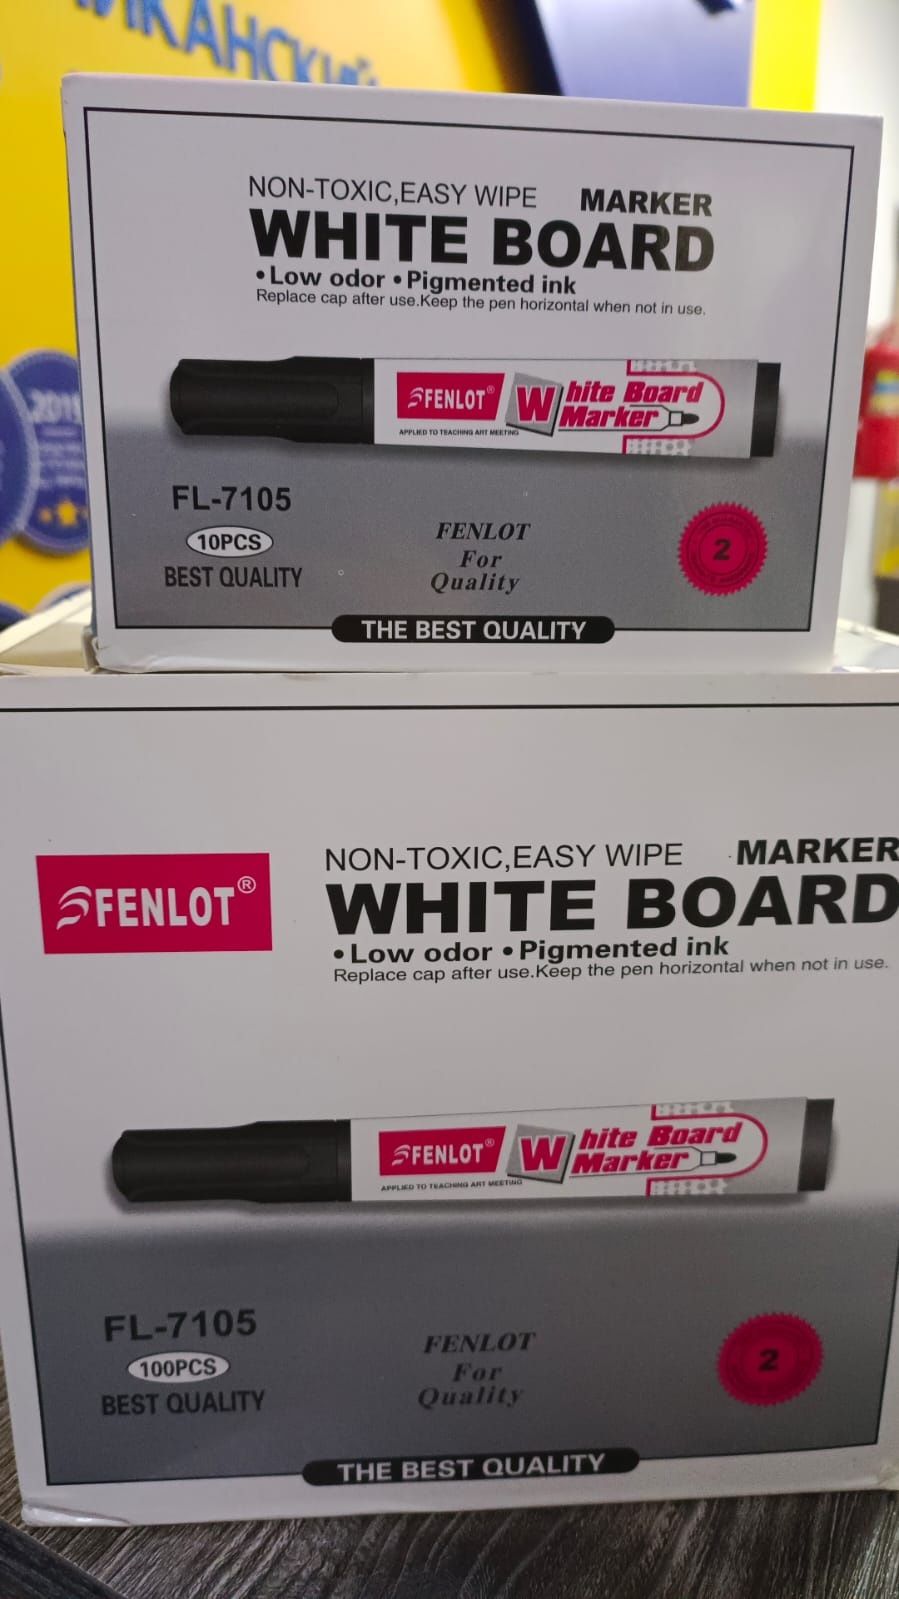 2019
NON-TOXIC,EASY WIPE MARKER
WHITE BOARD
•Low odor •Pigmented ink
Replace cap after use.Keep the pen horizontal when not in use.
FENLOT®
White Board
Marker
APPLIED TO TEACHING ART MEETING
FL-7105
10PCS
BEST QUALITY
FENLOT
For
Quality
2
THE BEST QUALITY
FENLOT®
NON-TOXIC,EASY WIPE MARKER
WHITE BOARD
•Low odor •Pigmented ink
Replace cap after use.Keep the pen horizontal when not in use.
FENLOT®
White Board
Marker
APPLIED TO TEACHING ART MEETING
FL-7105
100PCS
BEST QUALITY
FENLOT
For
Quality
2
THE BEST QUALITY